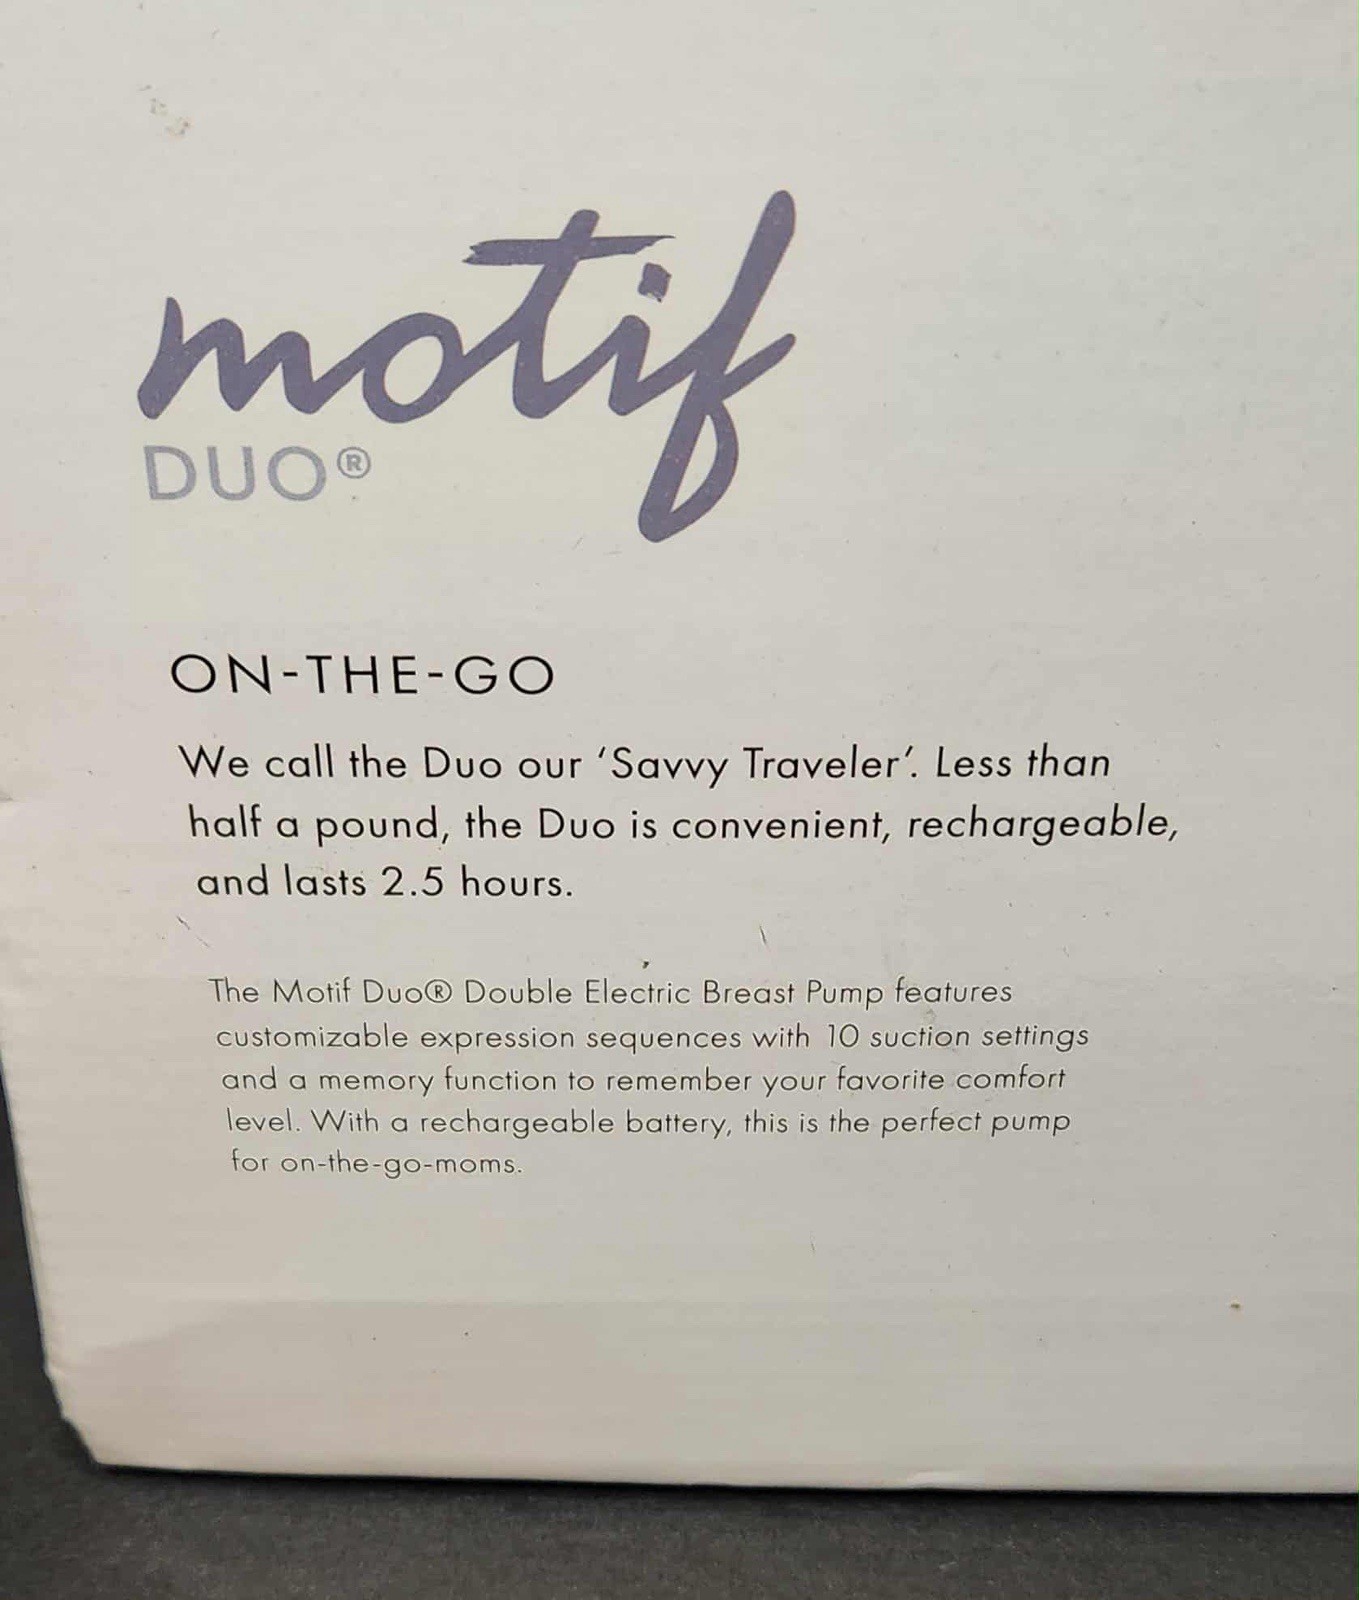 motif
DUO®
ON-THE-GO
We call the Duo our 'Savvy Traveler'. Less than
half a pound, the Duo is convenient, rechargeable,
and lasts 2.5 hours.
The Motif Duo® Double Electric Breast Pump features
customizable expression sequences with 10 suction settings
and a memory function to remember your favorite comfort
level. With a rechargeable battery, this is the perfect pump
for on-the-go-moms.